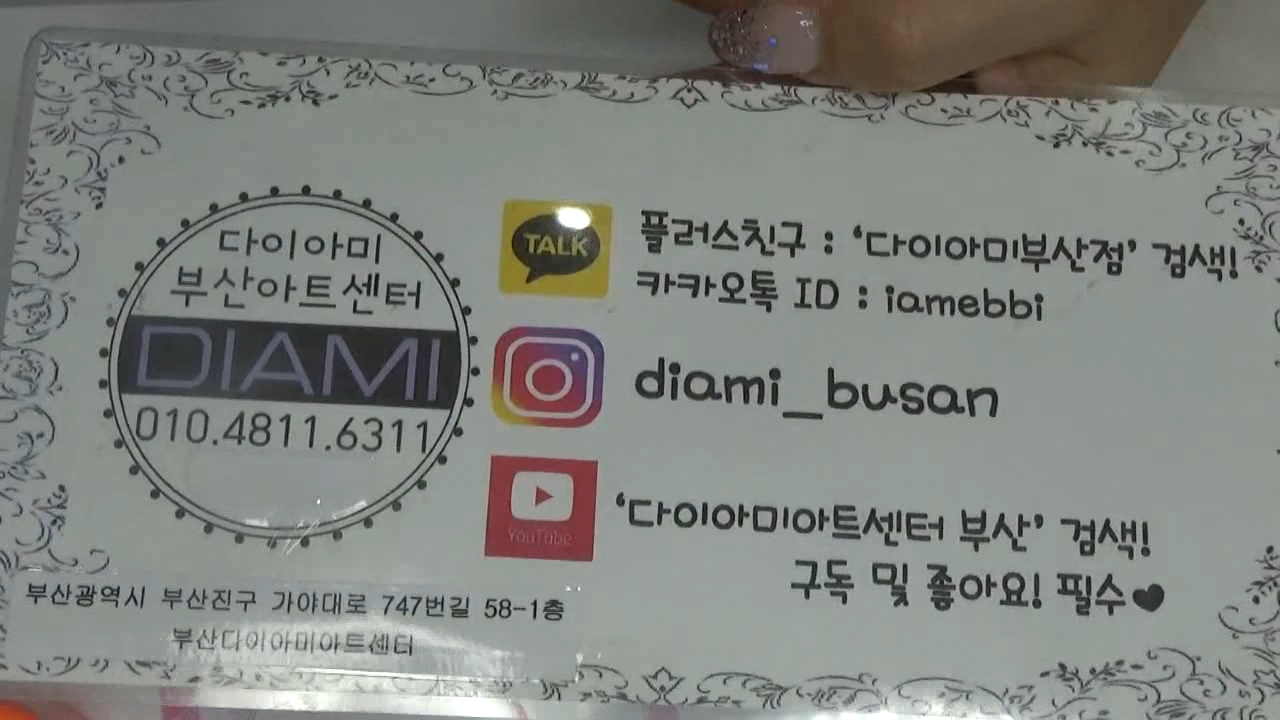 다이아미
부산아트센터
DIAMI
010.4811.6311
부산광역시 부산진구 가야대로 747번길 58-1층
부산다이아미아트센터
TALK
플러스친구 : ‘다이아미부산점’ 검색!
카카오톡 ID : iamebbi
diami_busan
YouTube
‘다이아미아트센터 부산’ 검색!
구독 및 좋아요! 필수♥